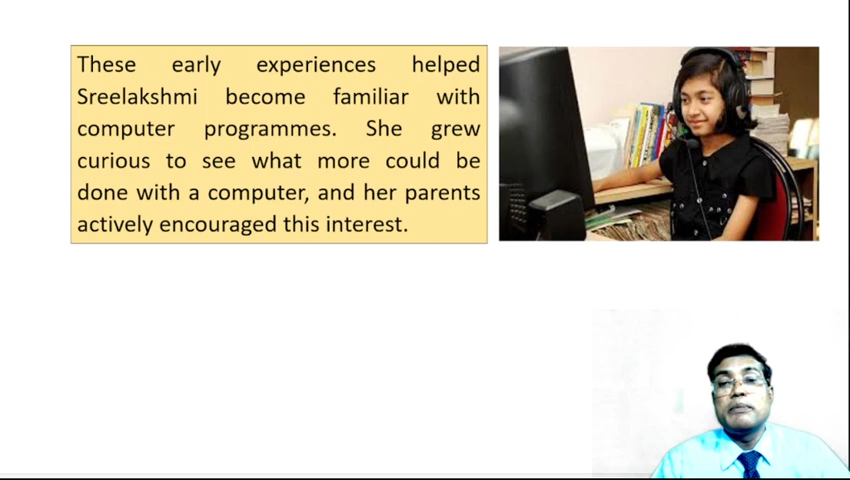 These early experiences helped
Sreelakshmi become familiar with
computer programmes. She grew
curious to see what more could be
done with a computer, and her parents
actively encouraged this interest.